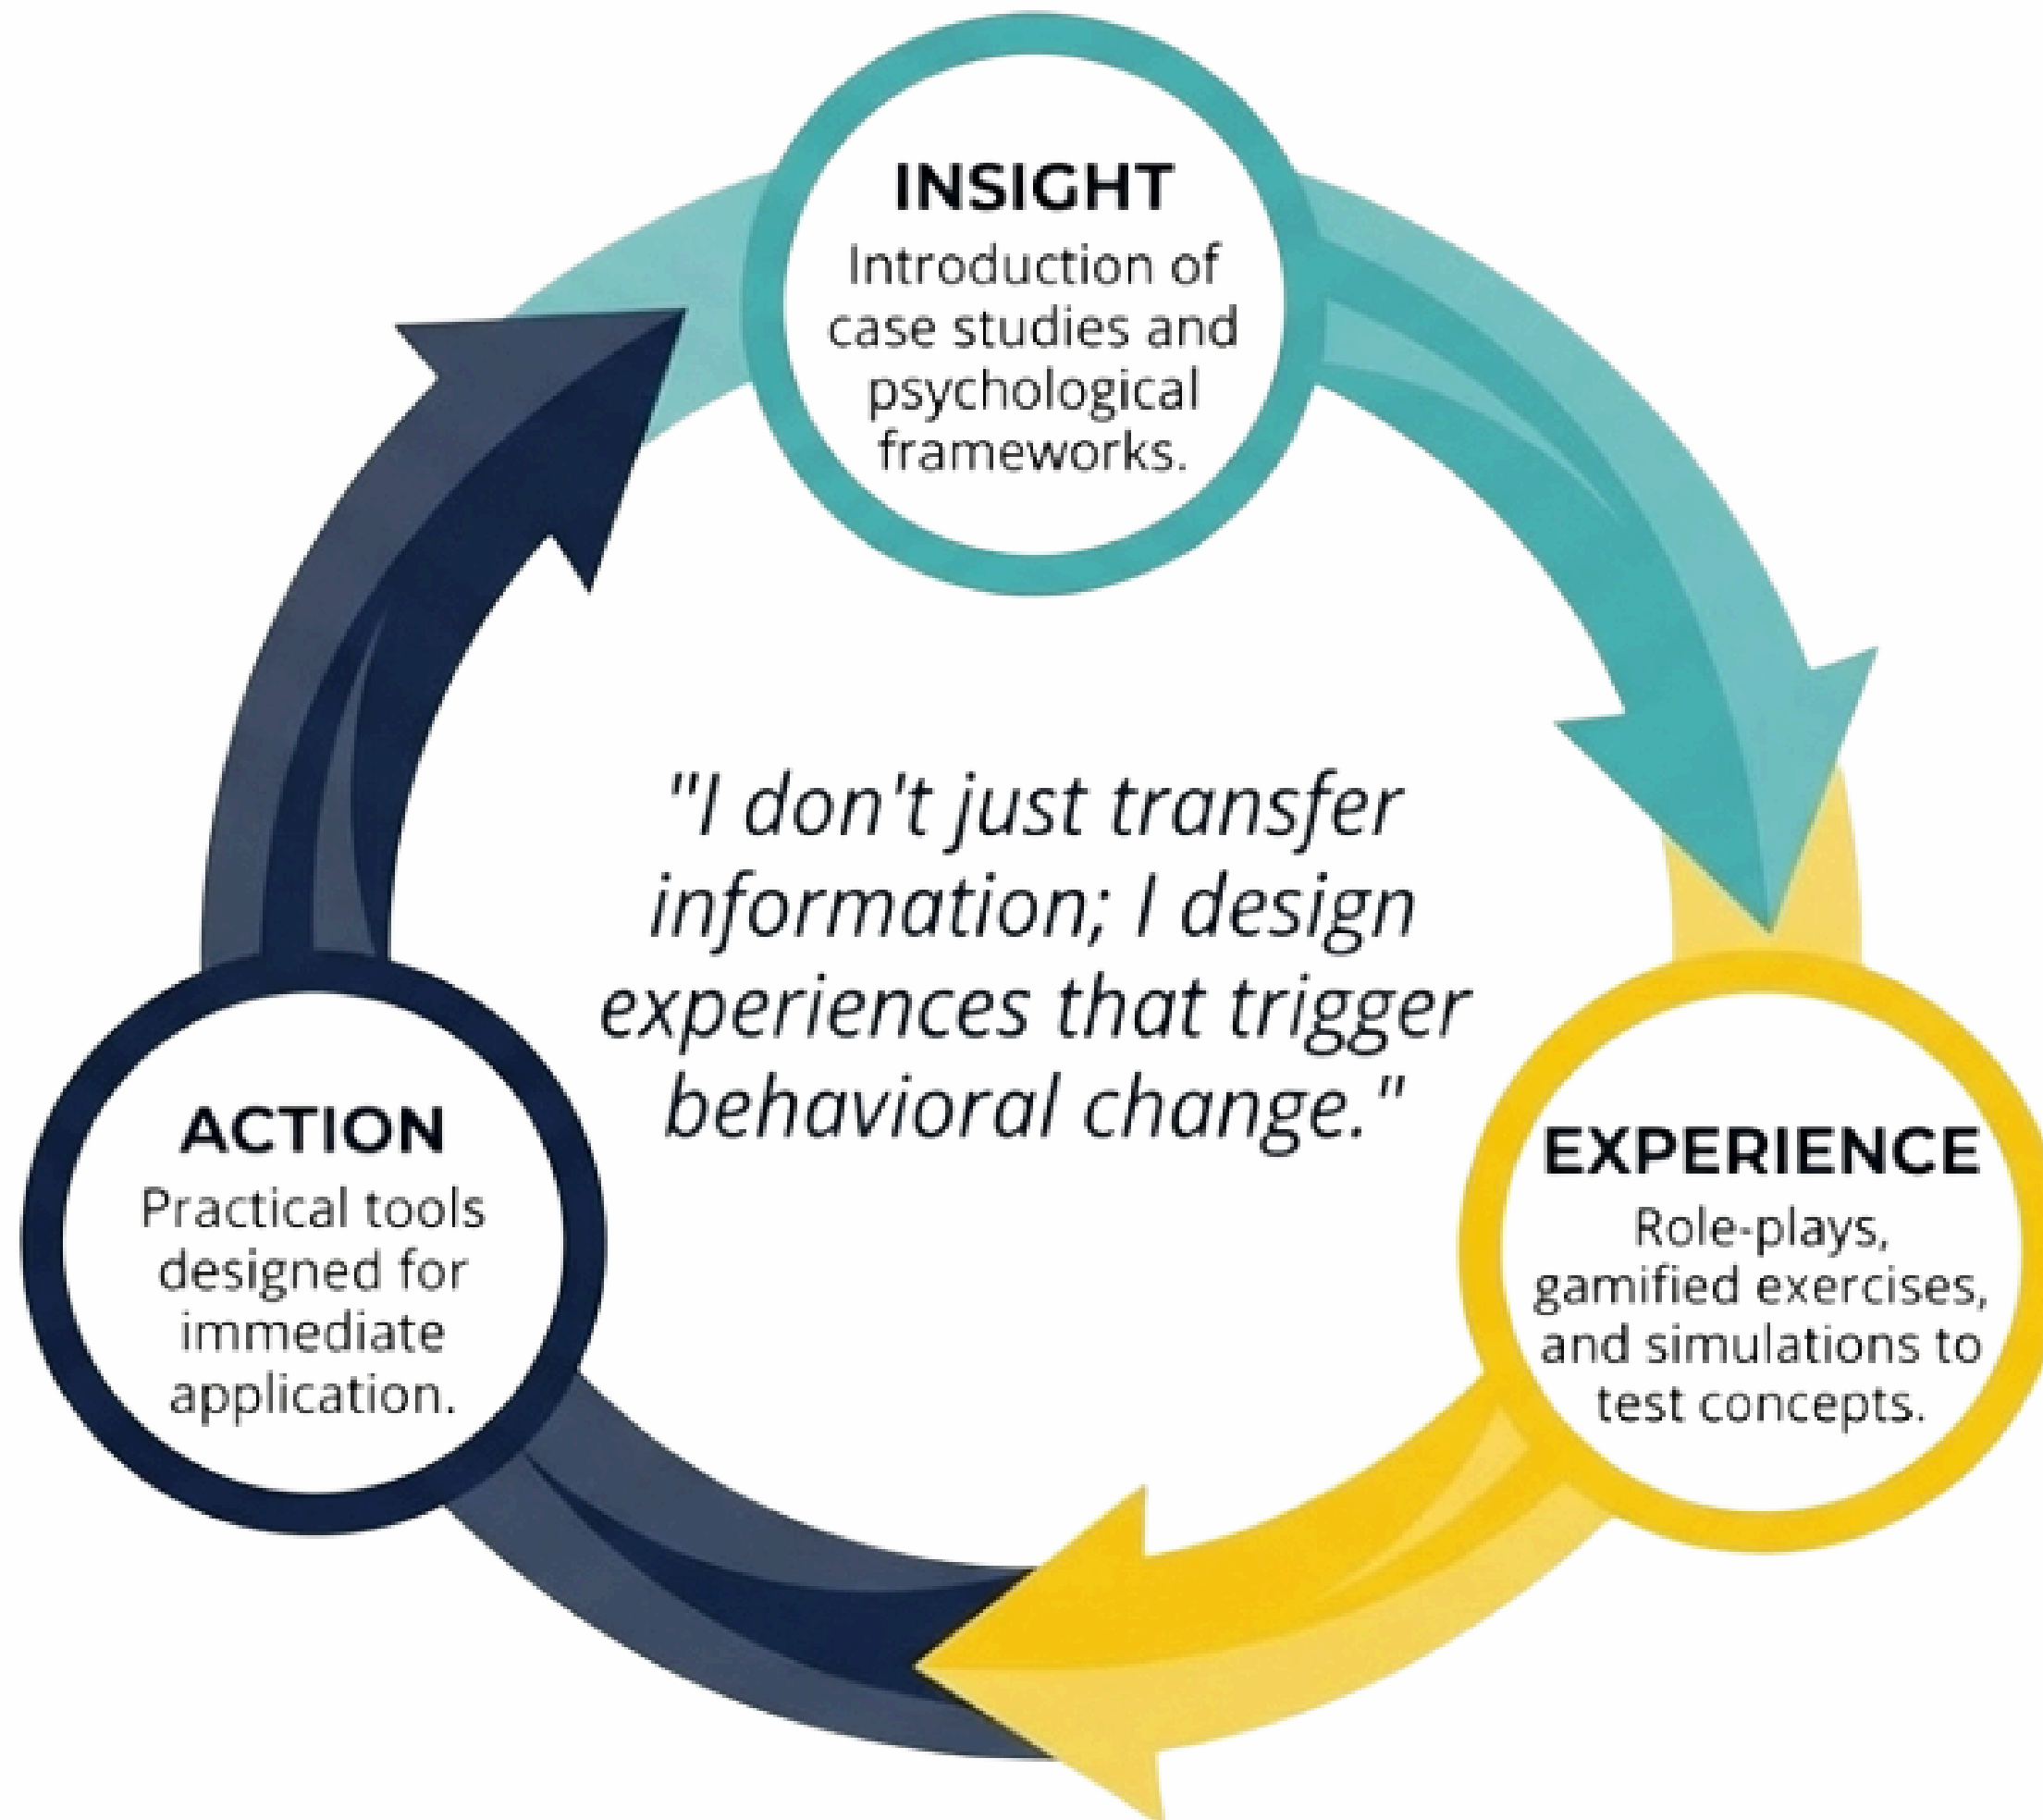 INSIGHT
Introduction of
case studies and
psychological
frameworks.
"I don't just transfer
information; I design
experiences that trigger
behavioral change."
EXPERIENCE
Role-plays,
gamified exercises,
and simulations to
test concepts.
ACTION
Practical tools
designed for
immediate
application.